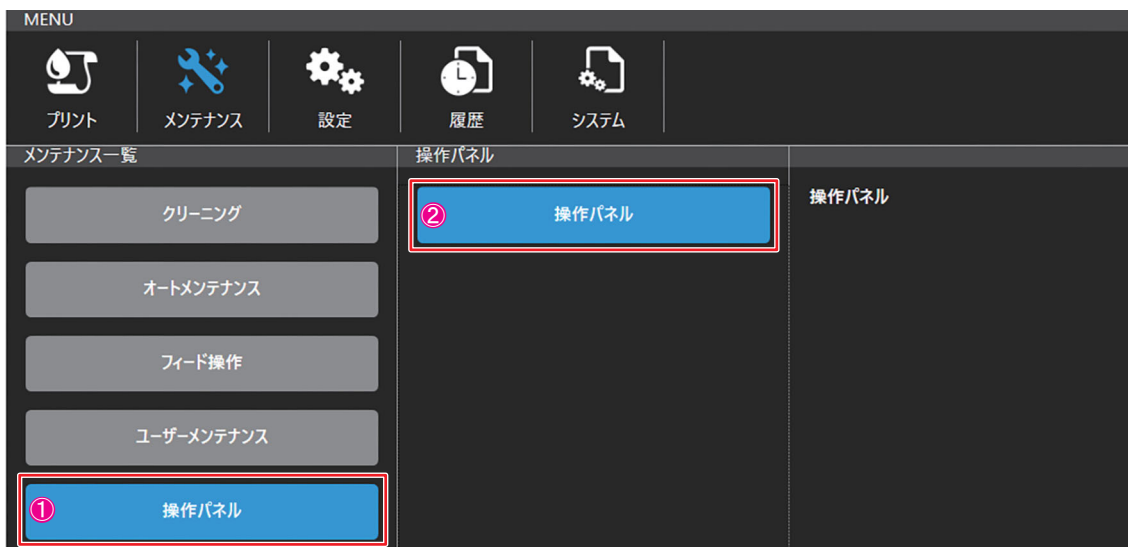 MENU
プリント メンテナンス 設定 履歴 システム
メンテナンス一覧 操作パネル
クリーニング ② 操作パネル 操作パネル
オートメンテナンス
フィード操作
ユーザーメンテナンス
① 操作パネル